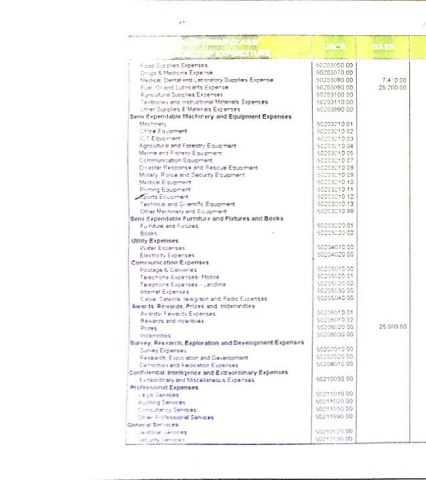 ALLOTMENT CLASS UACS
OBJECT OF EXPENDITURE
Food Supplies Expenses 50203050 00
Drugs & Medicine Expense 50203070 00
Medical, Dental and Laboratory Supplies Expense 50203080 00 7,410.00
Fuel, Oil and Lubricants Expense 50203090 00 25,200.00
Agricultural Supplies Expenses 50203100 00
Textbooks and Instructional Materials Expenses 50203110 00
Other Supplies & Materials Expenses 50203990 00
Semi Expendable Machinery and Equipment Expenses
Machinery 50203210 01
Office Equipment 50203210 02
ICT Equipment 50203210 03
Agricultural and Forestry Equipment 50203210 04
Marine and Fishery Equipment 50203210 05
Communication Equipment 50203210 07
Disaster Response and Rescue Equipment 50203210 08
Military, Police and Security Equipment 50203210 09
Medical Equipment 50203210 10
Printing Equipment 50203210 11
Sports Equipment 50203210 12
Technical and Scientific Equipment 50203210 13
Other Machinery and Equipment 50203210 99
Semi Expendable Furniture and Fixtures and Books
Furniture and Fixtures 50203220 01
Books 50203220 02
Utility Expenses
Water Expenses 50204010 00
Electricity Expenses 50204020 00
Communication Expenses
Postage & Deliveries 50205010 00
Telephone Expenses- Mobile 50205020 01
Telephone Expenses - Landline 50205020 02
Internet Expenses 50205030 00
Cable, Satellite, Telegraph and Radio Expenses 50205040 00
Awards, Rewards, Prizes and Indemnities
Awards/ Rewards Expenses 50206010 01
Rewards and incentives 50206010 02
Prizes 50206020 00 25,000.00
Indemnities 50206030 00
Survey, Research, Exploration and Development Expenses
Survey Expenses 50207010 00
Research, Exploration and Development 50207020 00
Demolition and Relocation Expenses 50208010 00
Confidential, Intelligence and Extraordinary Expenses
Extraordinary and Miscellaneous Expenses 50210030 00
Professional Expenses
Legal Services 50211010 00
Auditing Services 50211020 00
Consultancy Services 50211030 00
Other Professional Services 50211990 00
General Services
Janitorial Services 50212020 00
Security Services 50212030 00